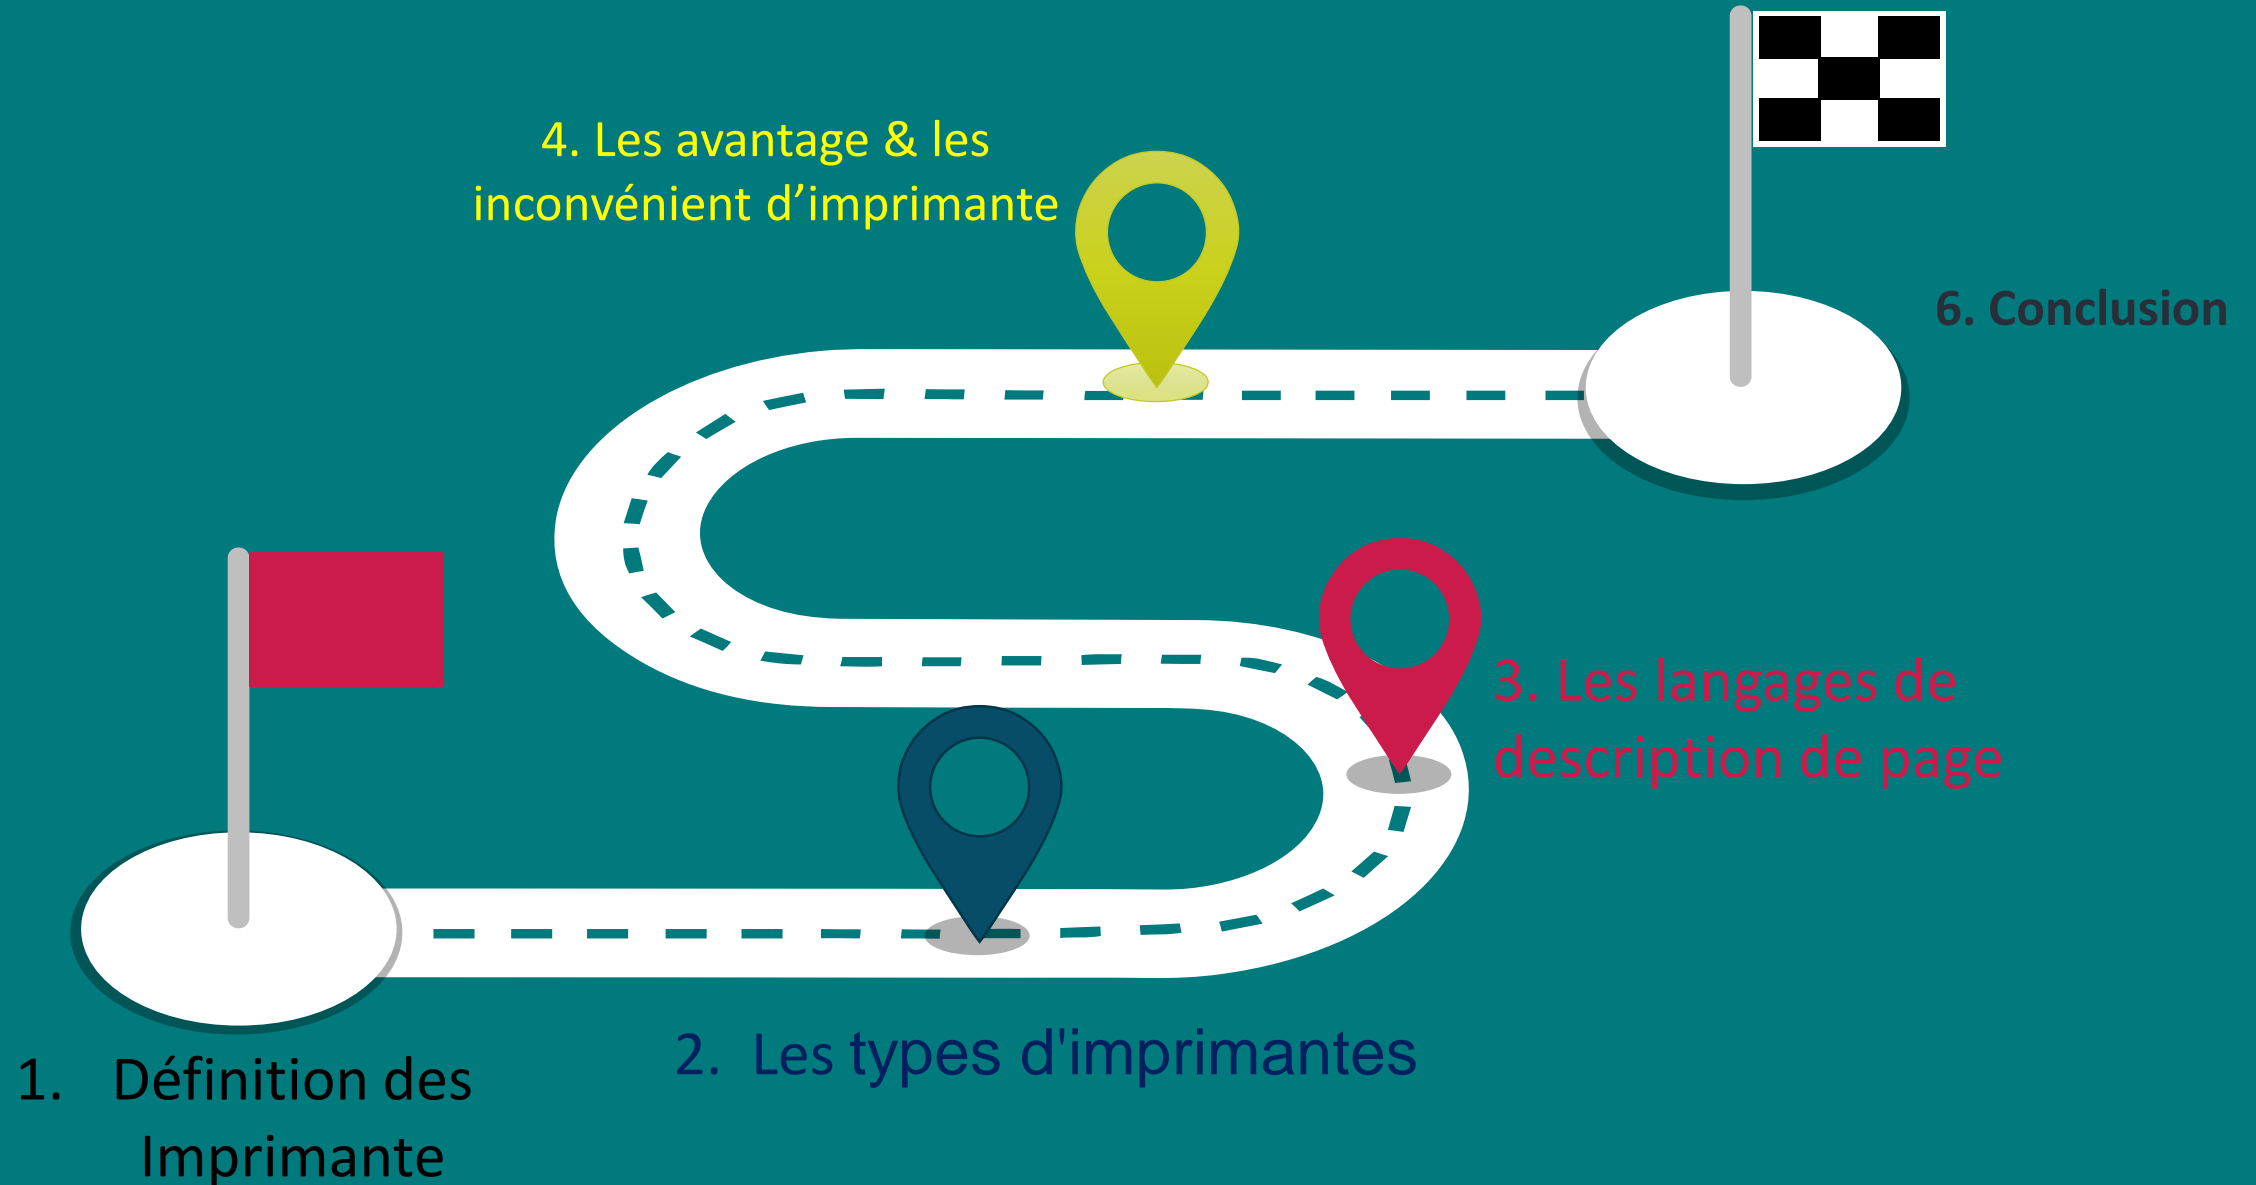 4. Les avantage & les
inconvénient d’imprimante
6. Conclusion
3. Les langages de
description de page
2. Les types d'imprimantes
1. Définition des
Imprimante